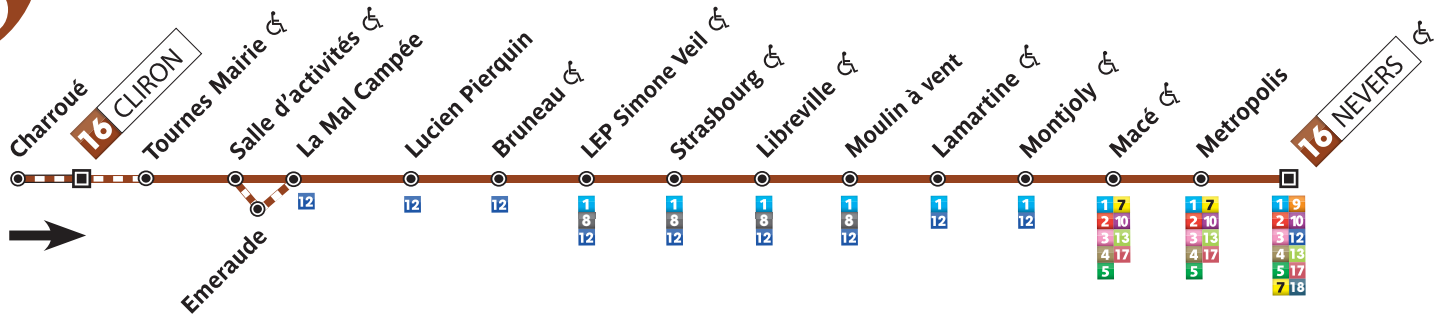 Charroué
16 CLIRON
Tournes Mairie
Salle d'activités
Emeraude
La Mal Campée
12
Lucien Pierquin
12
Bruneau
12
LEP Simone Veil
1
8
12
Strasbourg
1
8
12
Libreville
1
8
12
Moulin à vent
1
8
12
Lamartine
1
12
Montjoly
1
12
Macé
1 7
2 10
3 13
4 17
5
Metropolis
1 7
2 10
3 13
4 17
5
16 NEVERS
1 9
2 10
3 12
4 13
5 17
7 18